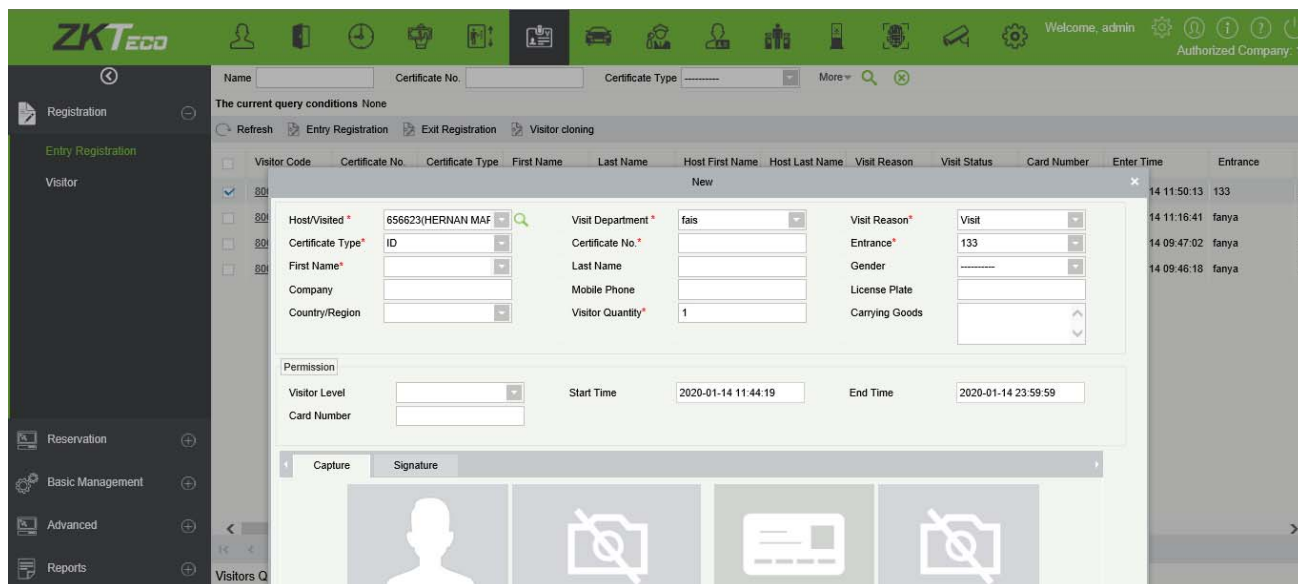 ZKTeco
Welcome, admin
Authorized Company:
Name
Certificate No.
Certificate Type ----------
More
The current query conditions None
Refresh Entry Registration Exit Registration Visitor cloning
Registration
Entry Registration
Visitor
Reservation
Basic Management
Advanced
Reports
Visitor Code Certificate No. Certificate Type First Name Last Name Host First Name Host Last Name Visit Reason Visit Status Card Number Enter Time Entrance
14 11:50:13 133
14 11:16:41 fanya
14 09:47:02 fanya
14 09:46:18 fanya
New
Host/Visited * 656623(HERNAN MAR Visit Department * fais Visit Reason* Visit
Certificate Type* ID Certificate No.* Entrance* 133
First Name* Last Name Gender ----------
Company Mobile Phone License Plate
Country/Region Visitor Quantity* 1 Carrying Goods
Permission
Visitor Level Start Time 2020-01-14 11:44:19 End Time 2020-01-14 23:59:59
Card Number
Capture Signature
Visitors Q